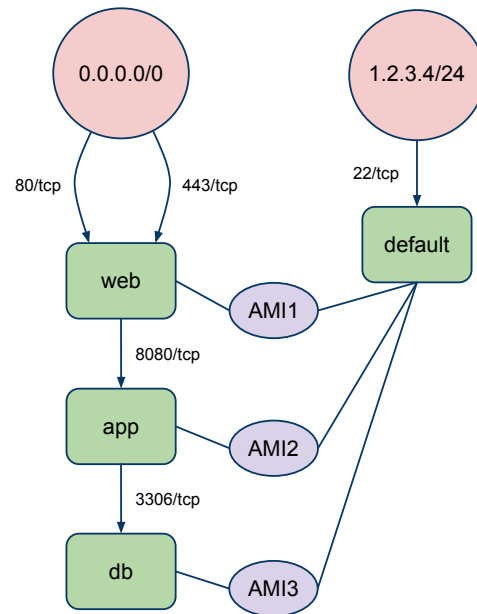 0.0.0.0/0
1.2.3.4/24
80/tcp
443/tcp
22/tcp
web
default
AMI1
8080/tcp
app
AMI2
3306/tcp
db
AMI3